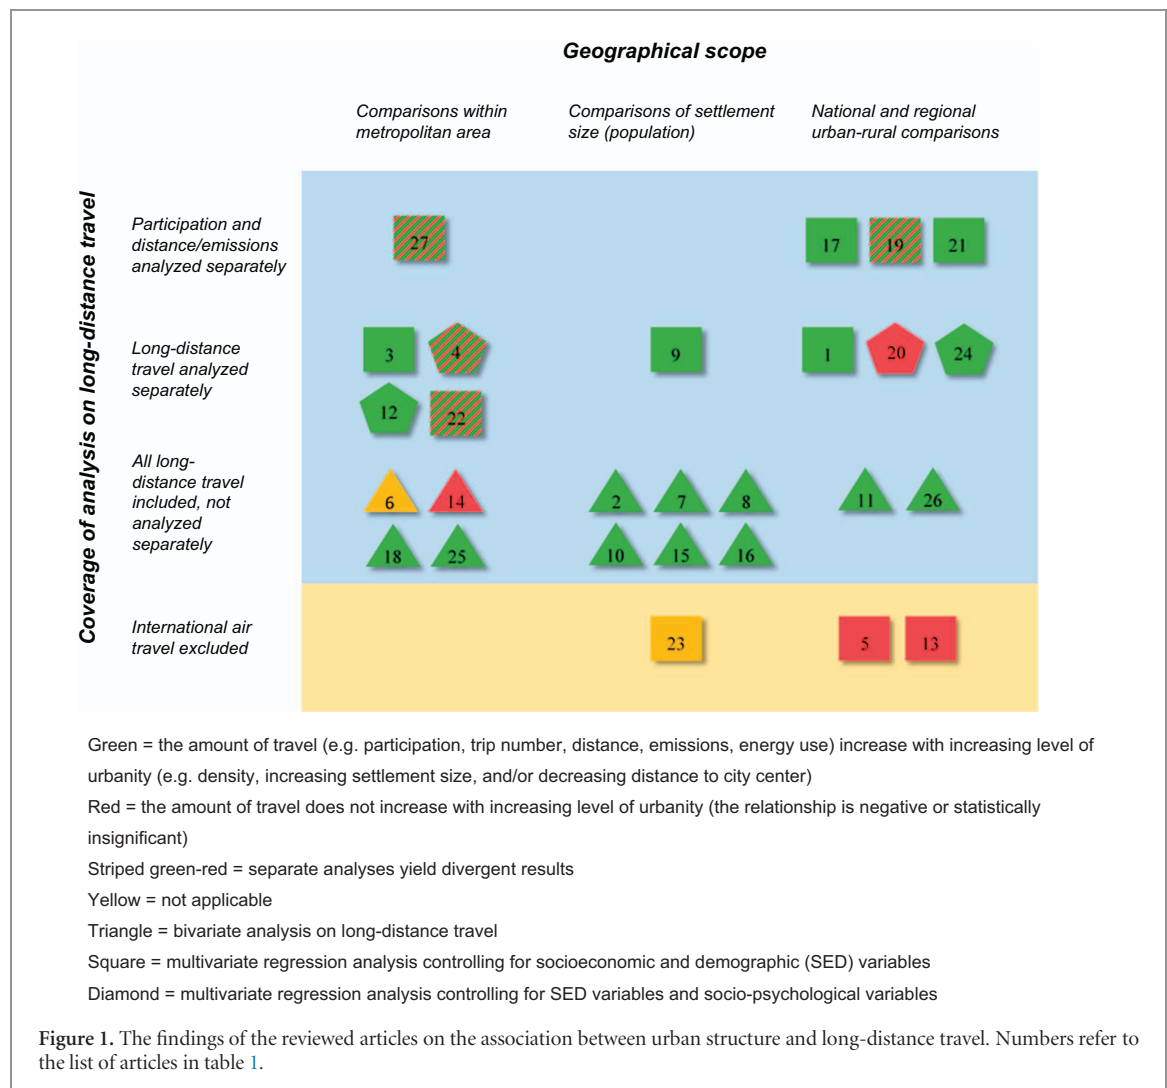 Geographical scope
Comparisons within
metropolitan area
Comparisons of settlement
size (population)
National and regional
urban-rural comparisons
Coverage of analysis on long-distance travel
Participation and
distance/emissions
analyzed separately
27
17
19
21
Long-distance
travel analyzed
separately
3
4
9
1
20
24
12
22
All long-
distance travel
included, not
analyzed
separately
6
14
2
7
8
11
26
18
25
10
15
16
International air
travel excluded
23
5
13
Green = the amount of travel (e.g. participation, trip number, distance, emissions, energy use) increase with increasing level of
urbanity (e.g. density, increasing settlement size, and/or decreasing distance to city center)
Red = the amount of travel does not increase with increasing level of urbanity (the relationship is negative or statistically
insignificant)
Striped green-red = separate analyses yield divergent results
Yellow = not applicable
Triangle = bivariate analysis on long-distance travel
Square = multivariate regression analysis controlling for socioeconomic and demographic (SED) variables
Diamond = multivariate regression analysis controlling for SED variables and socio-psychological variables
Figure 1. The findings of the reviewed articles on the association between urban structure and long-distance travel. Numbers refer to
the list of articles in table 1.